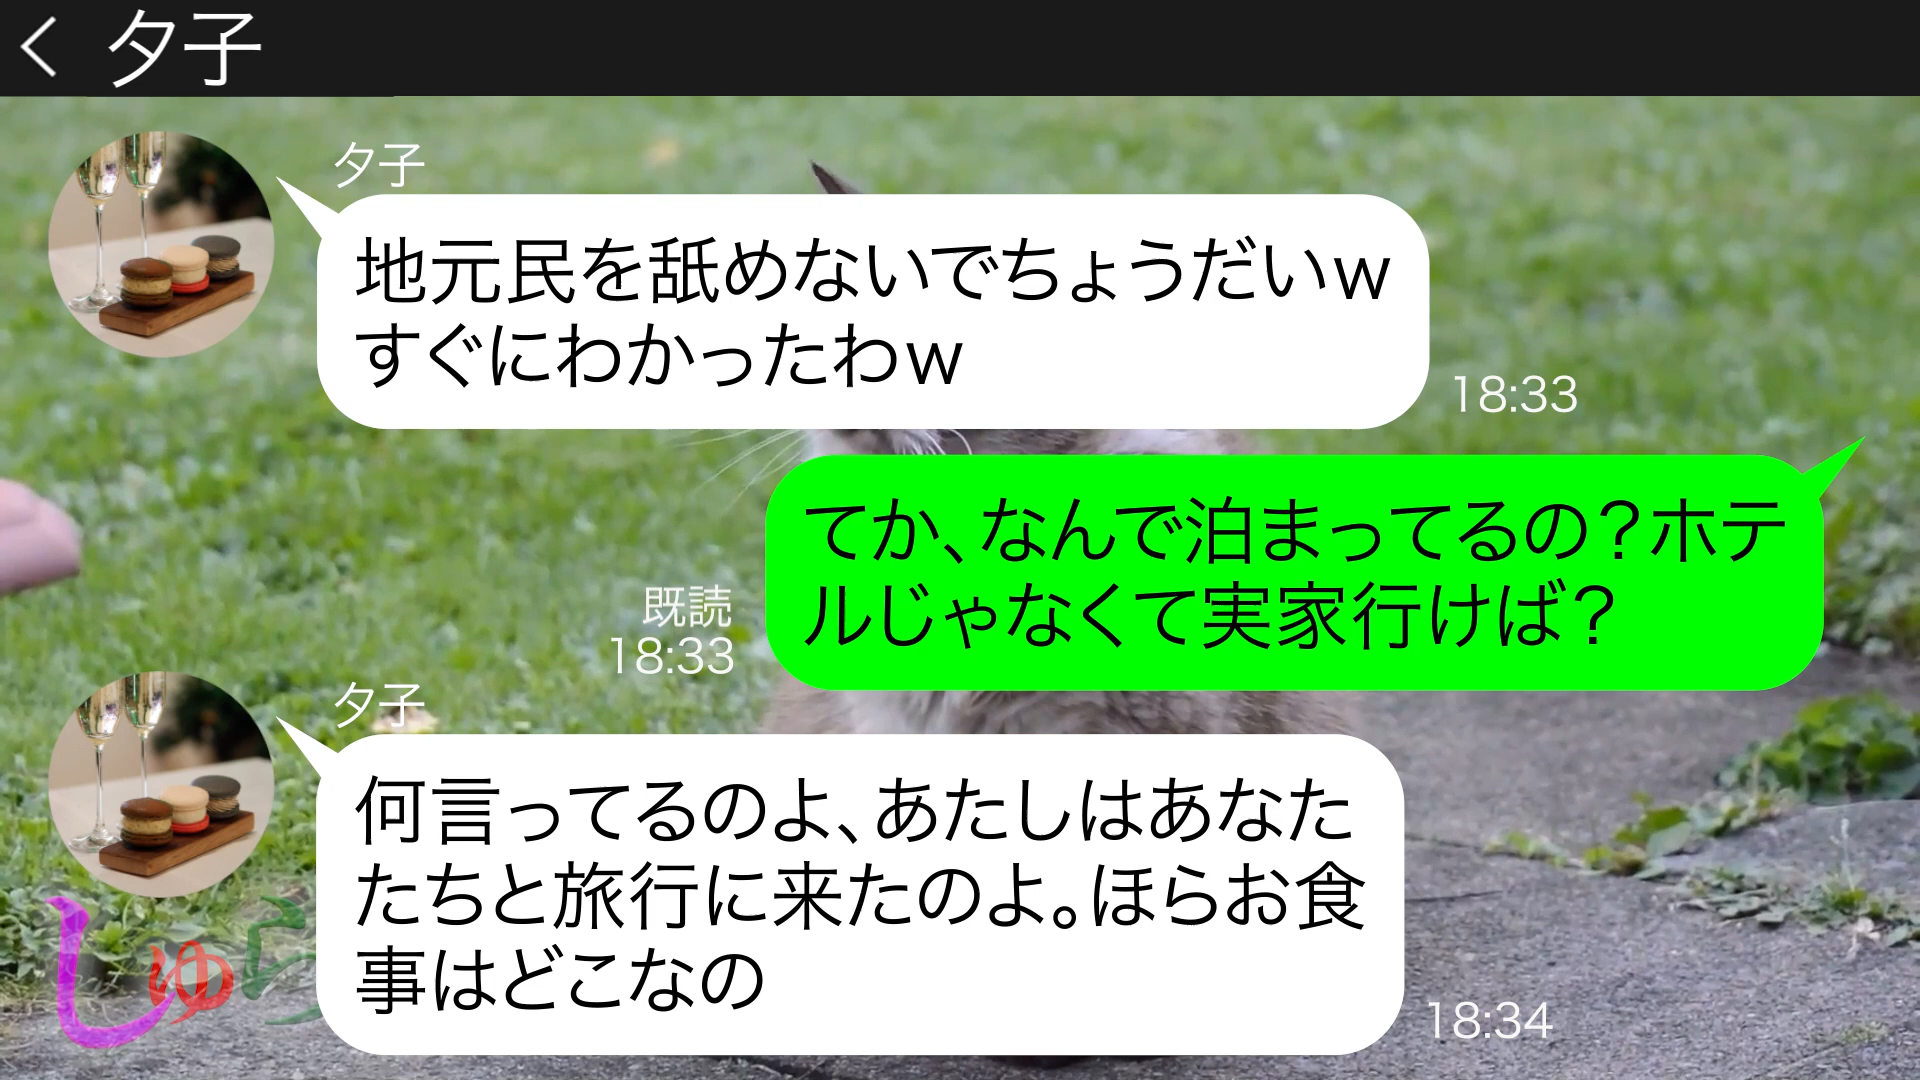 夕子
夕子
地元民を舐めないでちょうだいw
すぐにわかったわw
18:33
てか、なんで泊まってるの？ホテ
ルじゃなくて実家行けば？
既読
18:33
夕子
何言ってるのよ、あたしはあなた
たちと旅行に来たのよ。ほらお食
事はどこなの
18:34
しゅら